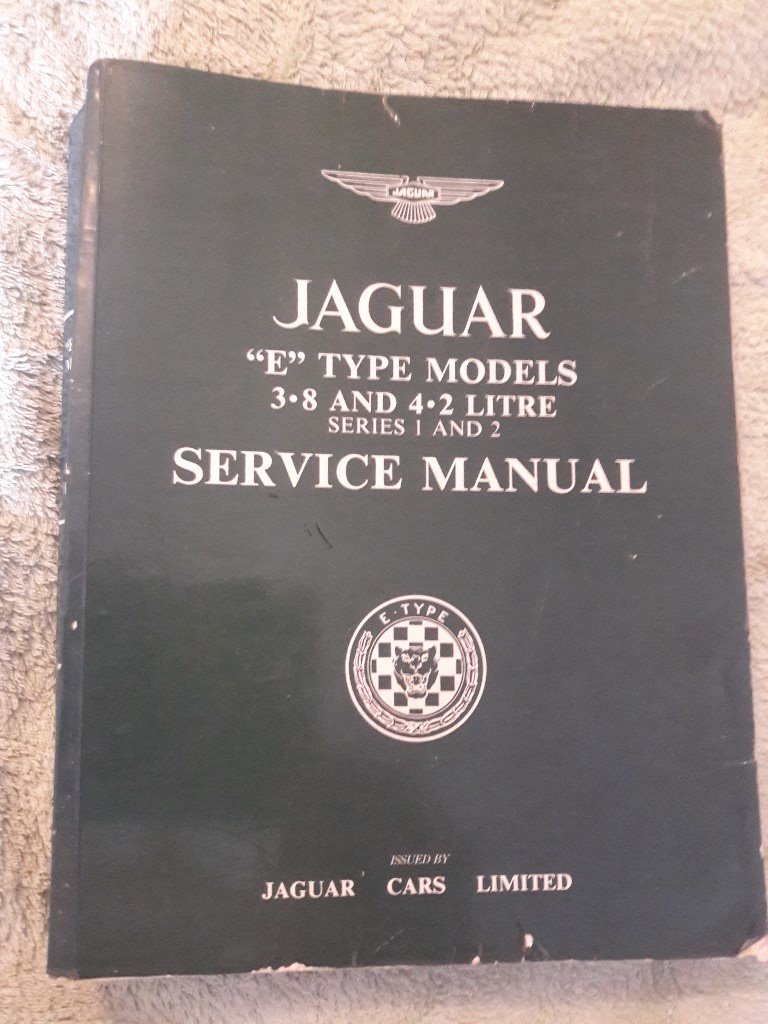 JAGUAR
JAGUAR
“E” TYPE MODELS
3·8 AND 4·2 LITRE
SERIES 1 AND 2
SERVICE MANUAL
E-TYPE
ISSUED BY
JAGUAR CARS LIMITED